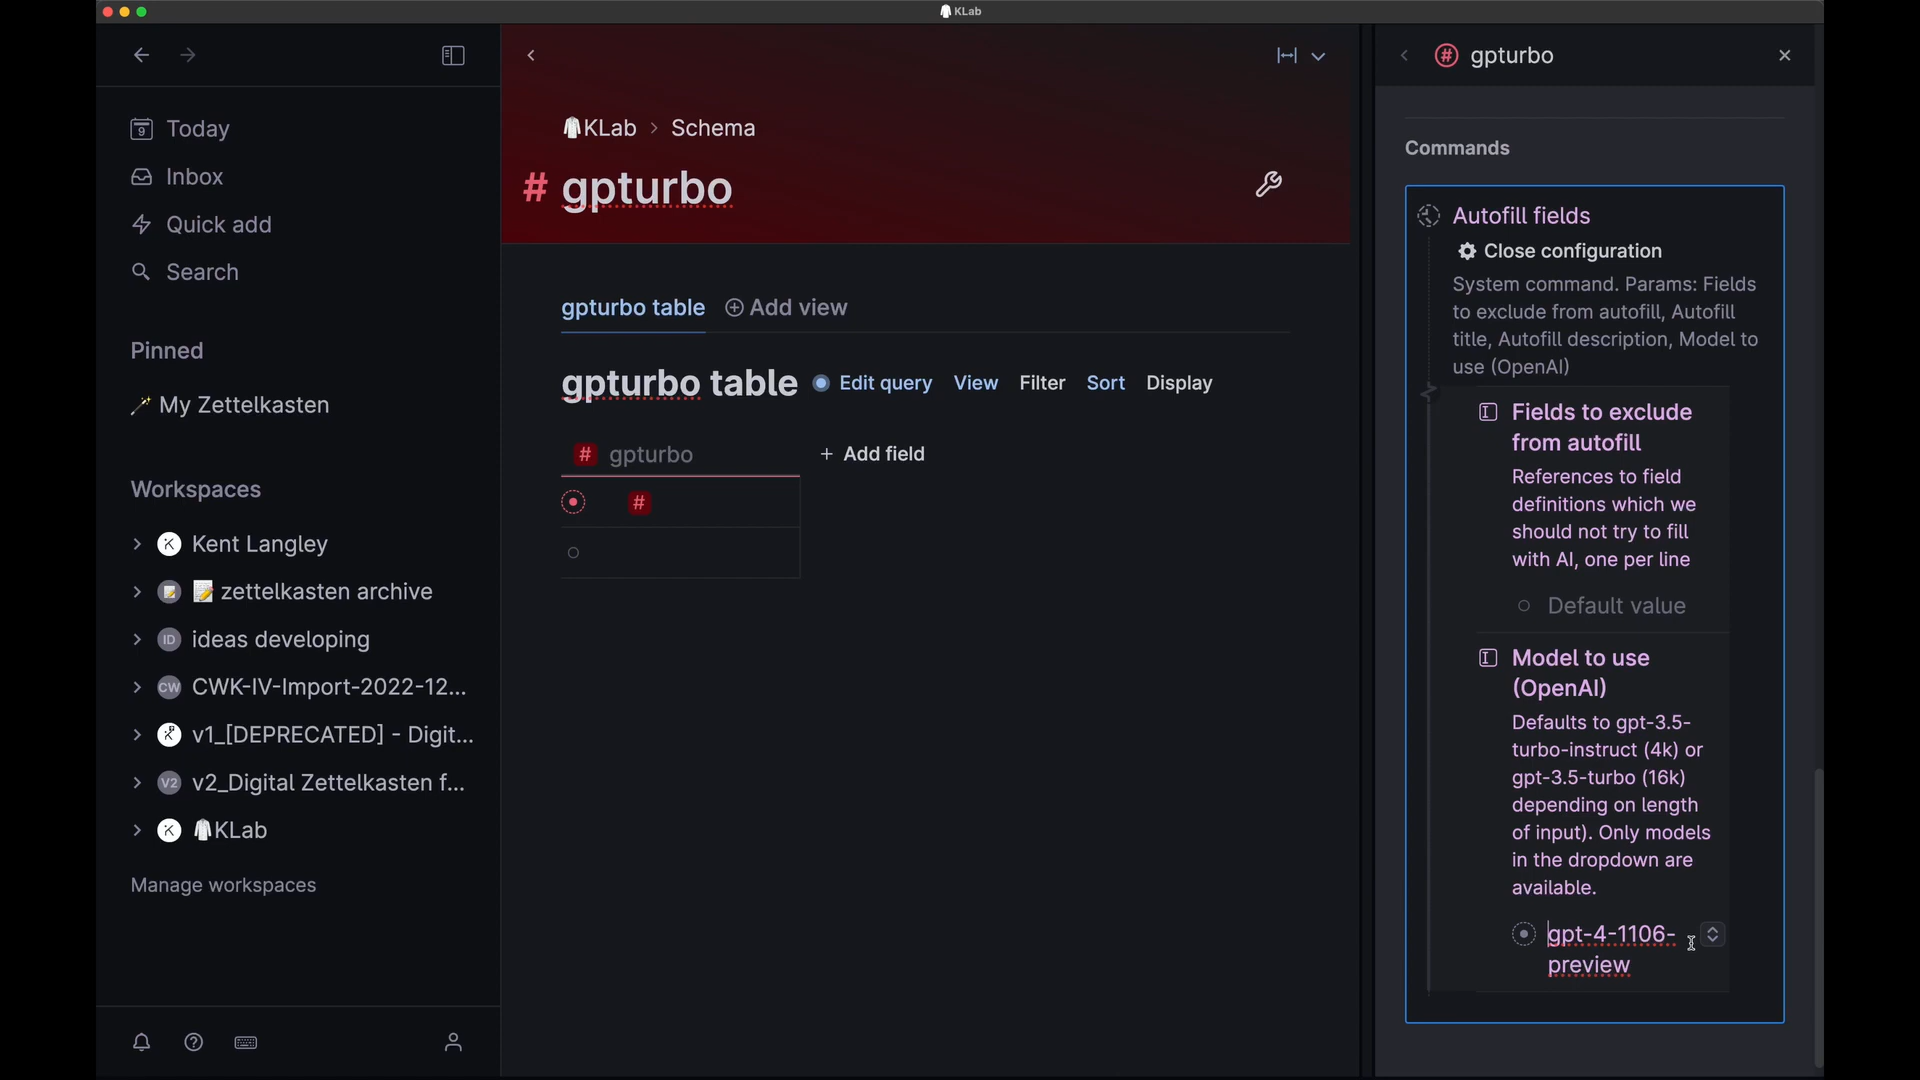 KLab
Today
Inbox
Quick add
Search
Pinned
My Zettelkasten
Workspaces
Kent Langley
zettelkasten archive
ID ideas developing
CW CWK-IV-Import-2022-12...
v1_[DEPRECATED] - Digit...
V2 v2_Digital Zettelkasten f...
KLab
Manage workspaces
KLab > Schema
# gpturbo
gpturbo table
Add view
gpturbo table Edit query View Filter Sort Display
# gpturbo + Add field
#
# gpturbo
Commands
Autofill fields
Close configuration
System command. Params: Fields
to exclude from autofill, Autofill
title, Autofill description, Model to
use (OpenAI)
Fields to exclude
from autofill
References to field
definitions which we
should not try to fill
with AI, one per line
Default value
Model to use
(OpenAI)
Defaults to gpt-3.5-
turbo-instruct (4k) or
gpt-3.5-turbo (16k)
depending on length
of input). Only models
in the dropdown are
available.
gpt-4-1106-
preview